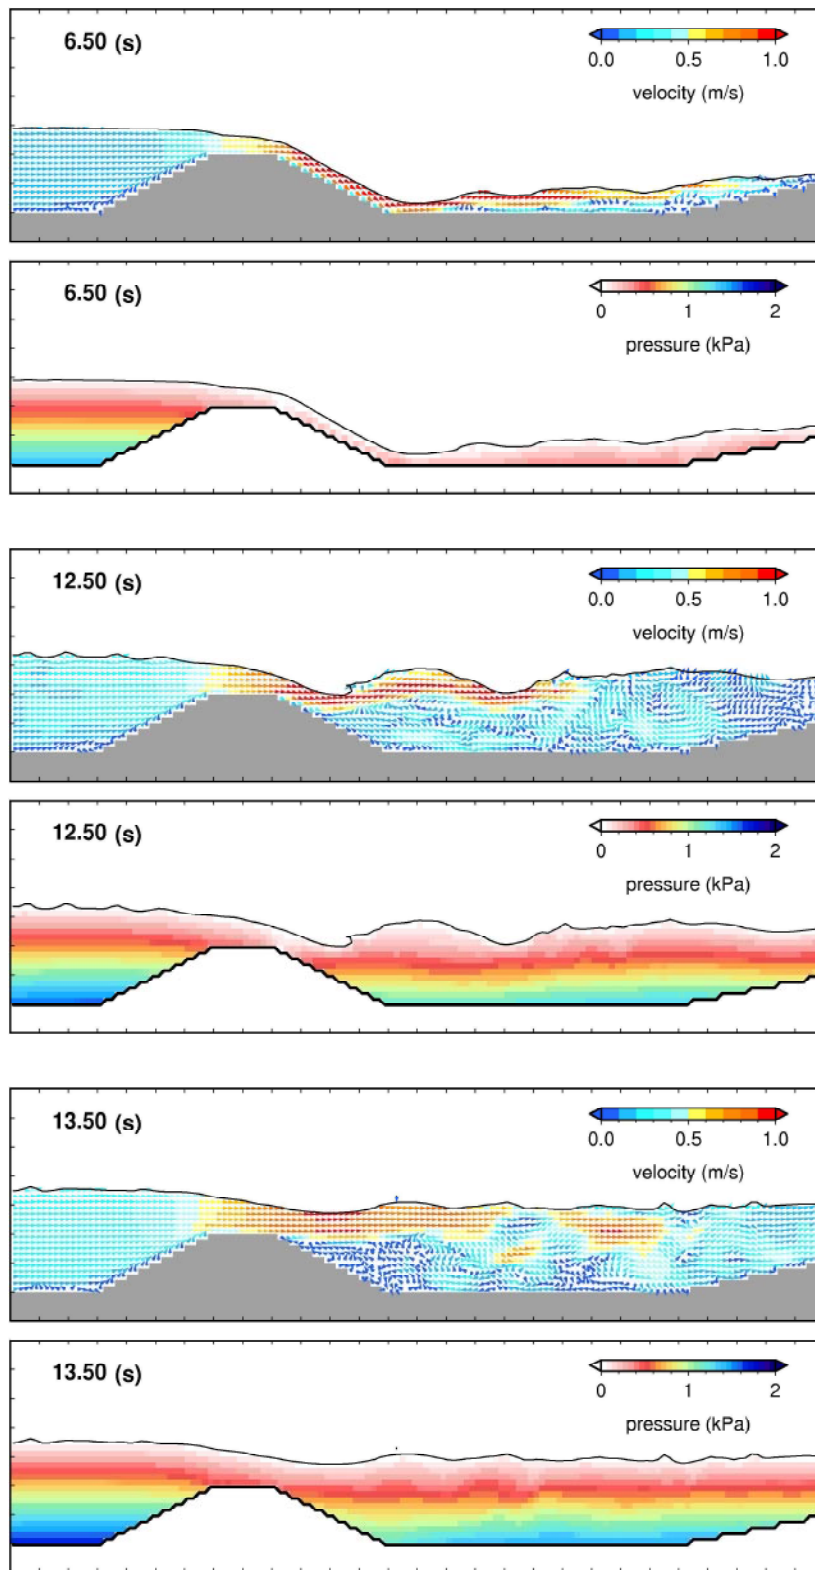 6.50 (s)
0.0 0.5 1.0
velocity (m/s)
6.50 (s)
0 1 2
pressure (kPa)
12.50 (s)
0.0 0.5 1.0
velocity (m/s)
12.50 (s)
0 1 2
pressure (kPa)
13.50 (s)
0.0 0.5 1.0
velocity (m/s)
13.50 (s)
0 1 2
pressure (kPa)